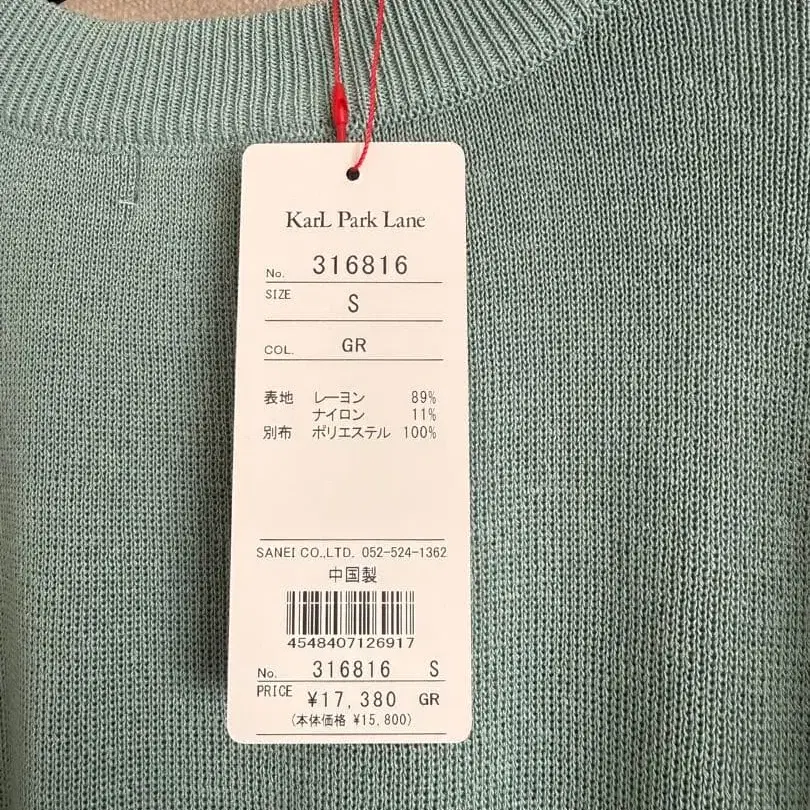 KarL Park Lane
No. 316816
SIZE S
COL. GR
表地 レーヨン 89%
ナイロン 11%
別布 ポリエステル 100%
SANEI CO.,LTD. 052-524-1362
中国製
4548407126917
No. 316816 S
PRICE ¥17,380 GR
(本体価格 ¥15,800)